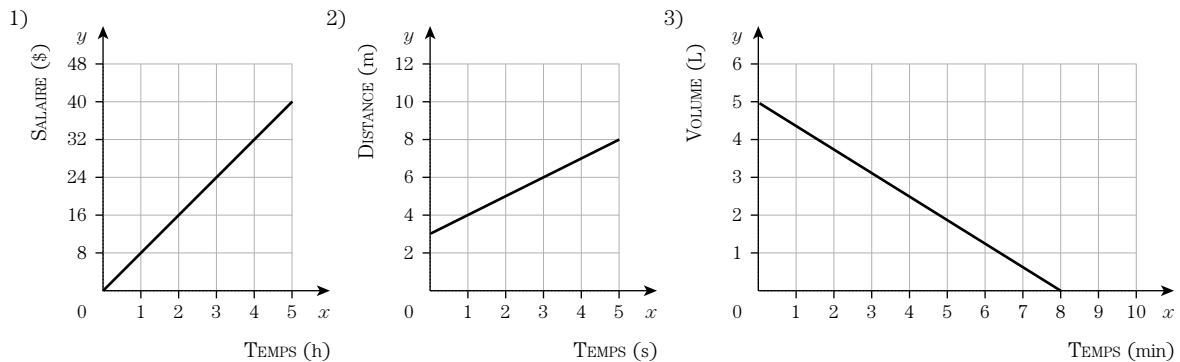 1)
SALAIRE ($)
y
48
40
32
24
16
8
0
1 2 3 4 5 x
TEMPS (h)
2)
DISTANCE (m)
y
12
10
8
6
4
2
0
1 2 3 4 5 x
TEMPS (s)
3)
VOLUME (L)
y
6
5
4
3
2
1
0
1 2 3 4 5 6 7 8 9 10 x
TEMPS (min)